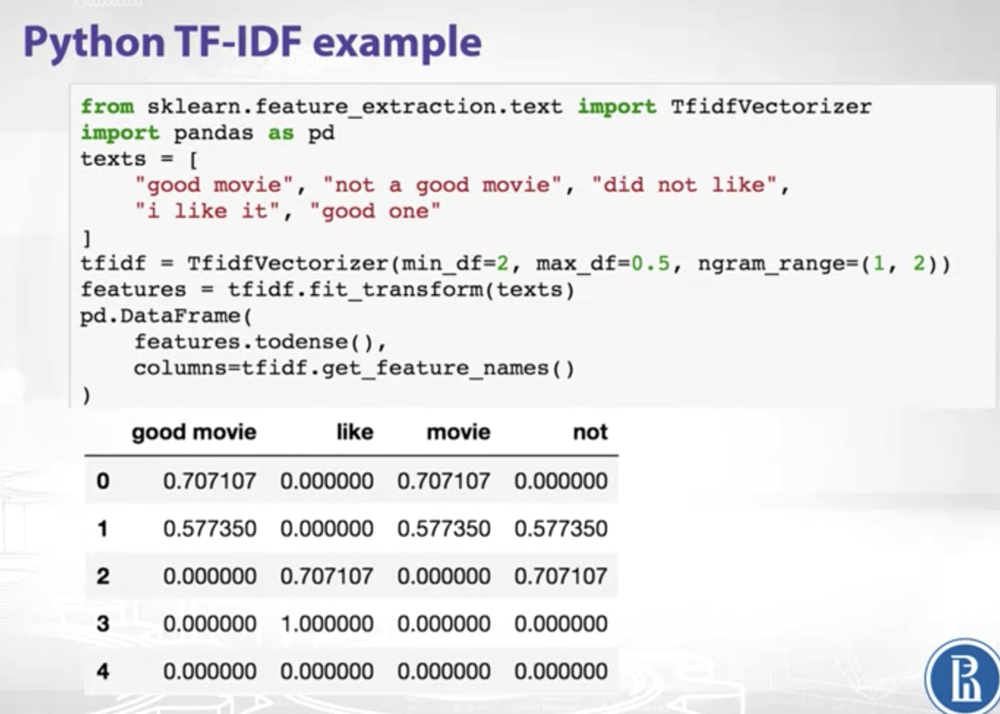 Python TF-IDF example
from sklearn.feature_extraction.text import TfidfVectorizer
import pandas as pd
texts = [
    "good movie", "not a good movie", "did not like",
    "i like it", "good one"
]
tfidf = TfidfVectorizer(min_df=2, max_df=0.5, ngram_range=(1, 2))
features = tfidf.fit_transform(texts)
pd.DataFrame(
    features.todense(),
    columns=tfidf.get_feature_names()
)
good movie like movie not
0 0.707107 0.000000 0.707107 0.000000
1 0.577350 0.000000 0.577350 0.577350
2 0.000000 0.707107 0.000000 0.707107
3 0.000000 1.000000 0.000000 0.000000
4 0.000000 0.000000 0.000000 0.000000